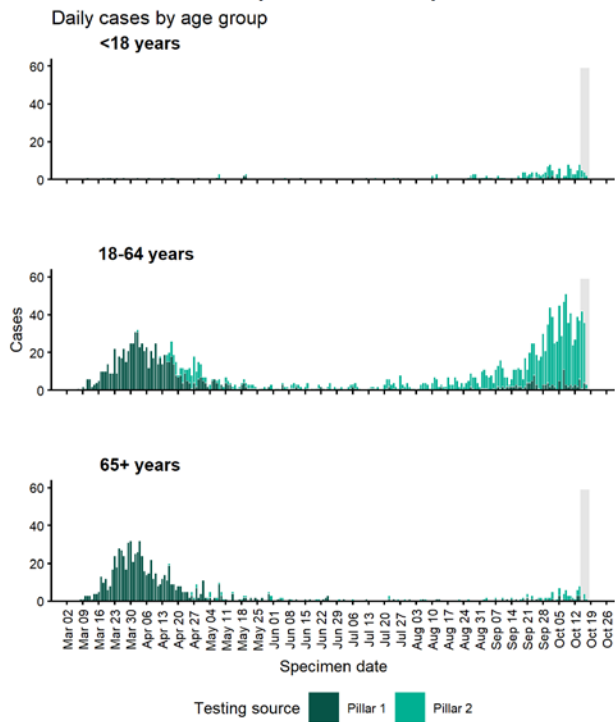 Daily cases by age group
<18 years
60
40
20
0
18-64 years
60
40
20
0
Cases
65+ years
60
40
20
0
Mar 02
Mar 09
Mar 16
Mar 23
Mar 30
Apr 06
Apr 13
Apr 20
Apr 27
May 04
May 11
May 18
May 25
Jun 01
Jun 08
Jun 15
Jun 22
Jun 29
Jul 06
Jul 13
Jul 20
Jul 27
Aug 03
Aug 10
Aug 17
Aug 24
Aug 31
Sep 07
Sep 14
Sep 21
Sep 28
Oct 05
Oct 12
Oct 19
Oct 26
Specimen date
Testing source Pillar 1 Pillar 2